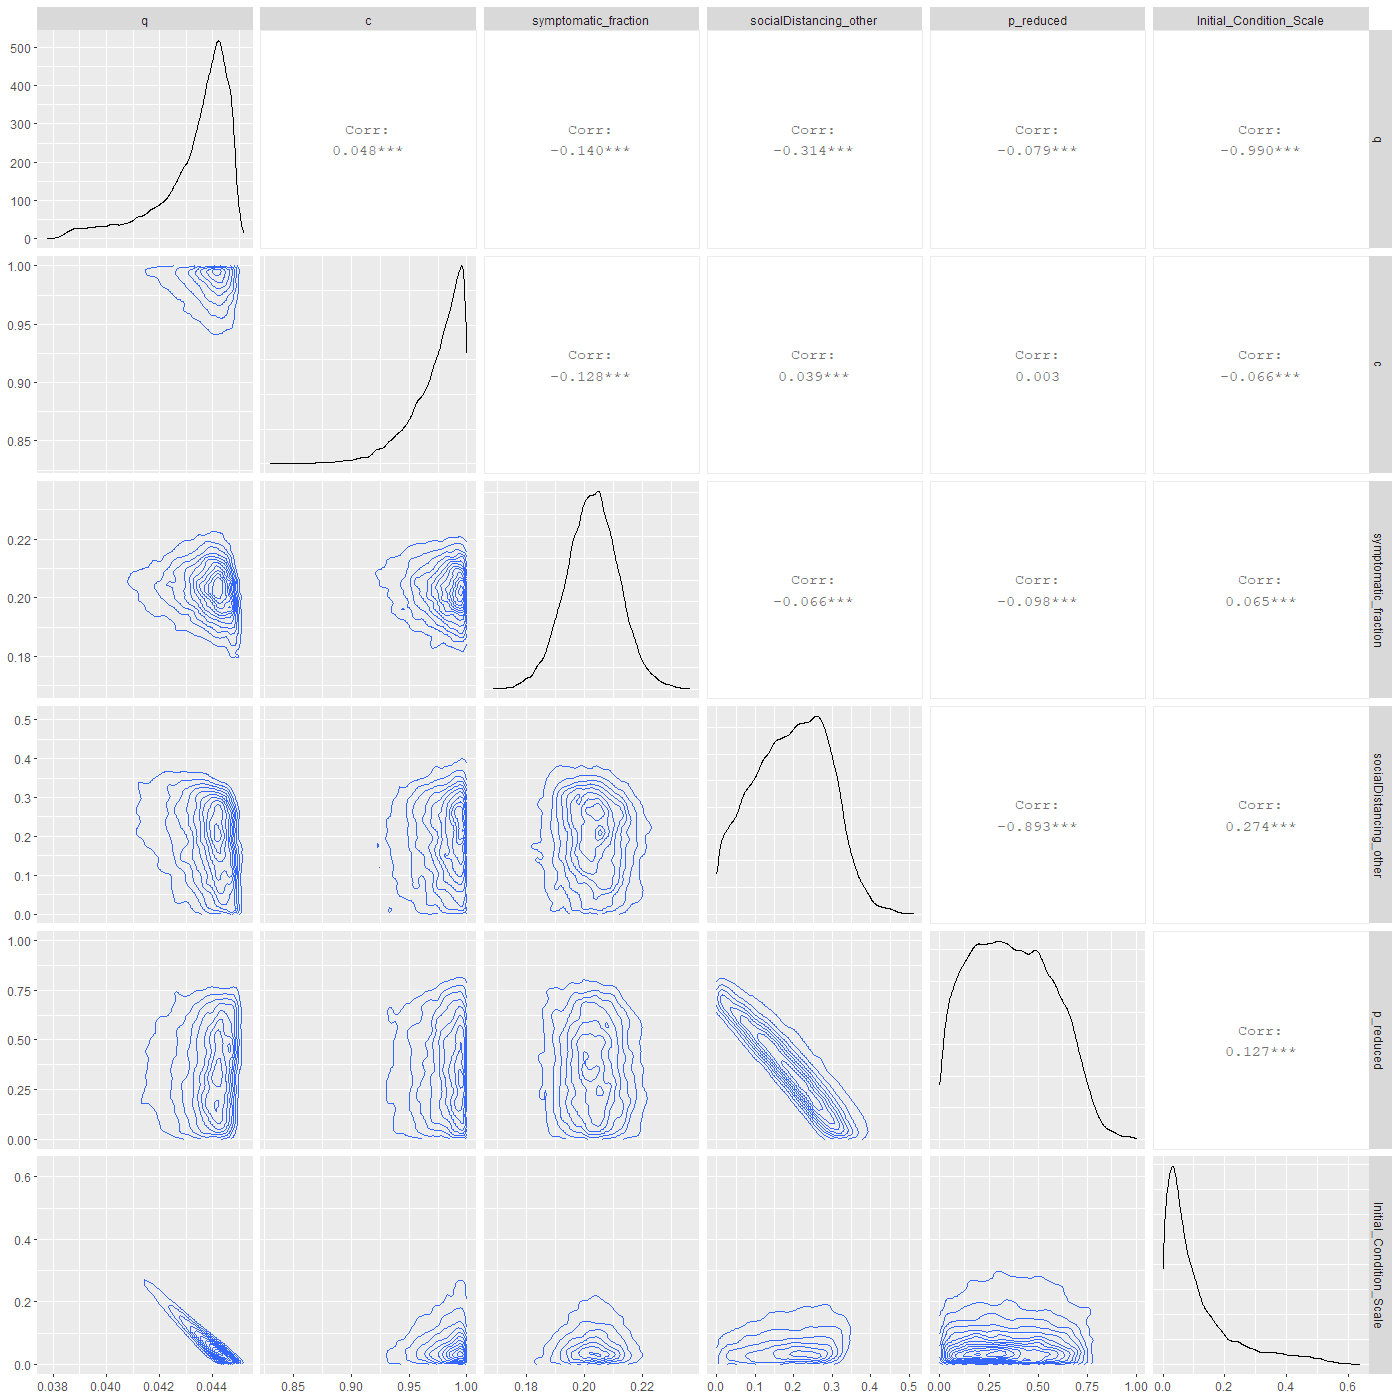 q
c
symptomatic_fraction
socialDistancing_other
p_reduced
Initial_Condition_Scale
500
400
300
200
100
0
Corr:
0.048***
Corr:
-0.140***
Corr:
-0.314***
Corr:
-0.079***
Corr:
-0.990***
q
1.00
0.95
0.90
0.85
Corr:
-0.128***
Corr:
0.039***
Corr:
0.003
Corr:
-0.066***
c
0.22
0.20
0.18
Corr:
-0.066***
Corr:
-0.098***
Corr:
0.065***
symptomatic_fraction
0.5
0.4
0.3
0.2
0.1
0.0
Corr:
-0.893***
Corr:
0.274***
socialDistancing_other
1.00
0.75
0.50
0.25
0.00
Corr:
0.127***
p_reduced
0.6
0.4
0.2
0.0
Initial_Condition_Scale
0.038 0.040 0.042 0.044
0.85 0.90 0.95 1.00
0.18 0.20 0.22
0.0 0.1 0.2 0.3 0.4 0.5
0.00 0.25 0.50 0.75 1.00
0.0 0.2 0.4 0.6